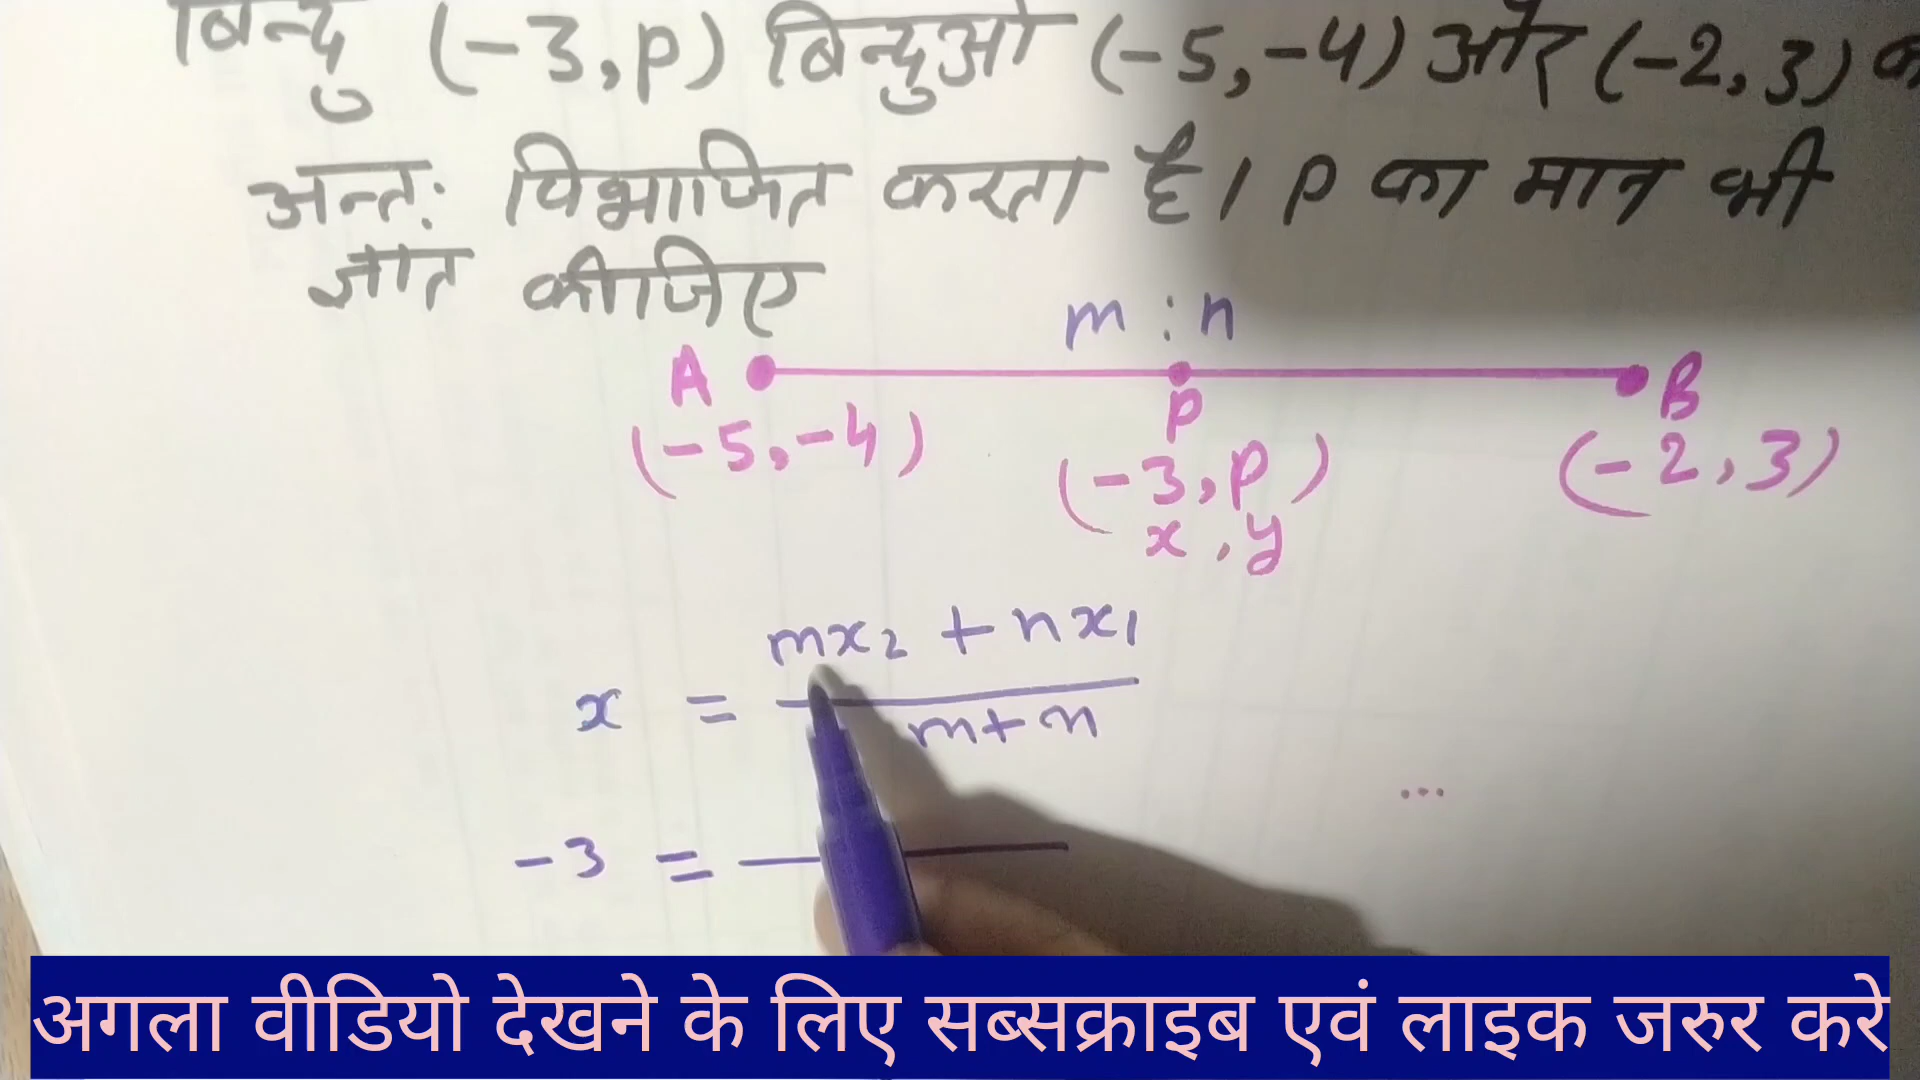 बिन्दु (-3, p) बिन्दुओ (-5, -4) और (-2, 3) क
अन्त: विभाजित करता है। p का मान भी
ज्ञात कीजिए
m : n
A B
P
(-5, -4) (-3, p) (-2, 3)
x, y
mx₂ + nx₁
x =
m+n
...
-3 =
अगला वीडियो देखने के लिए सब्सक्राइब एवं लाइक जरुर करे